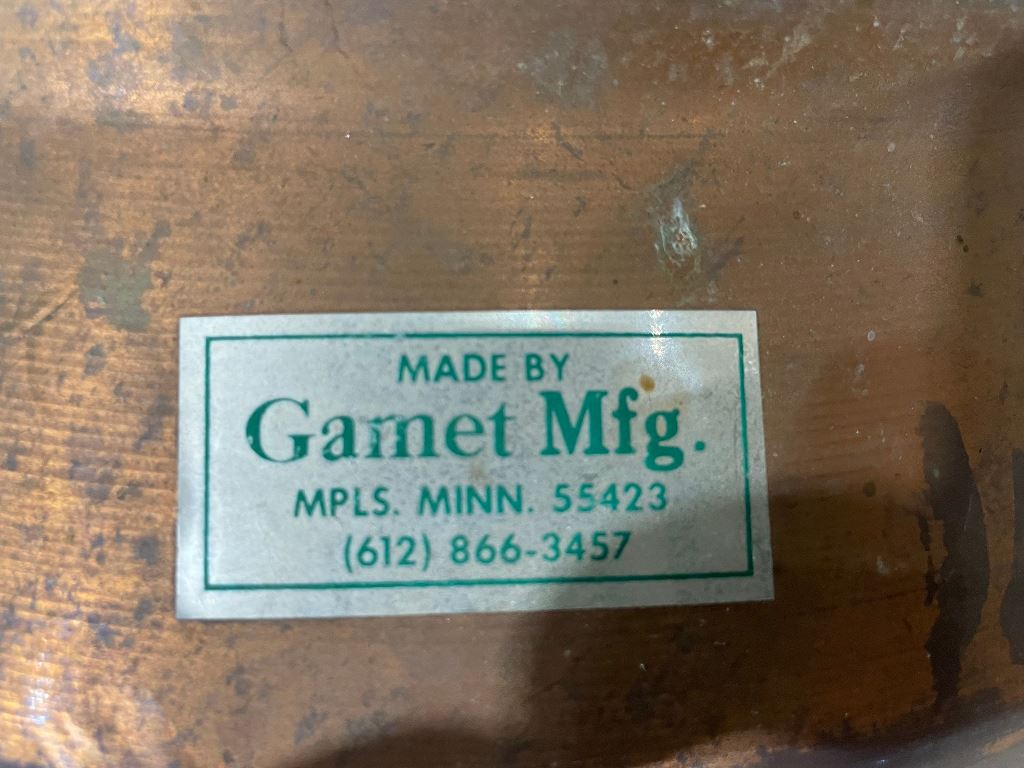 MADE BY
Gamet Mfg.
MPLS. MINN. 55423
(612) 866-3457